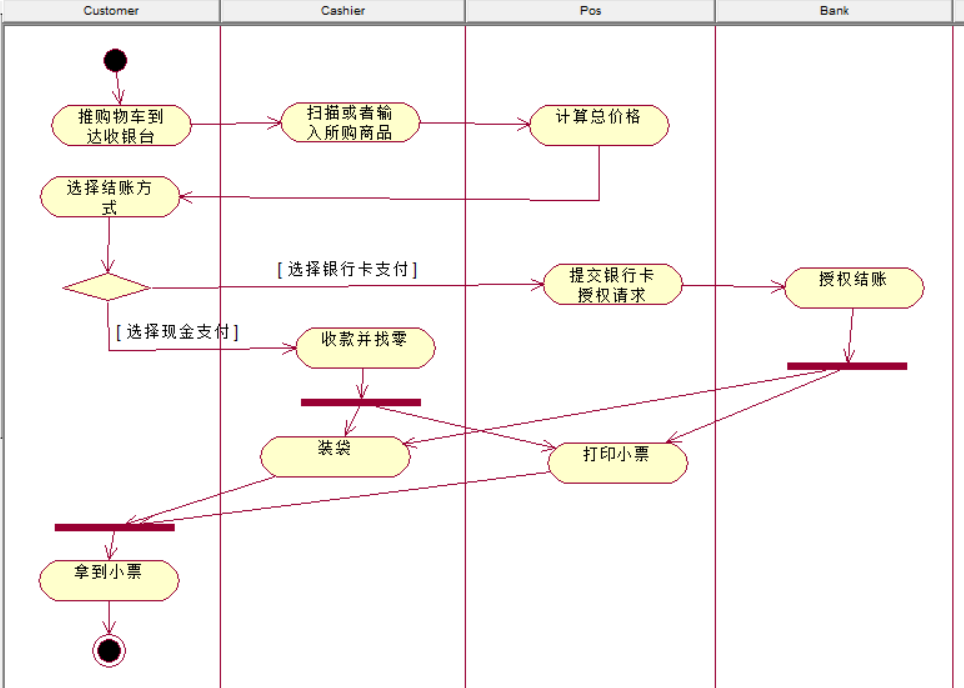 Customer
Cashier
Pos
Bank
推购物车到
达收银台
扫描或者输
入所购商品
计算总价格
选择结账方
式
[ 选择银行卡支付 ]
提交银行卡
授权请求
授权结账
[ 选择现金支付 ]
收款并找零
装袋
打印小票
拿到小票